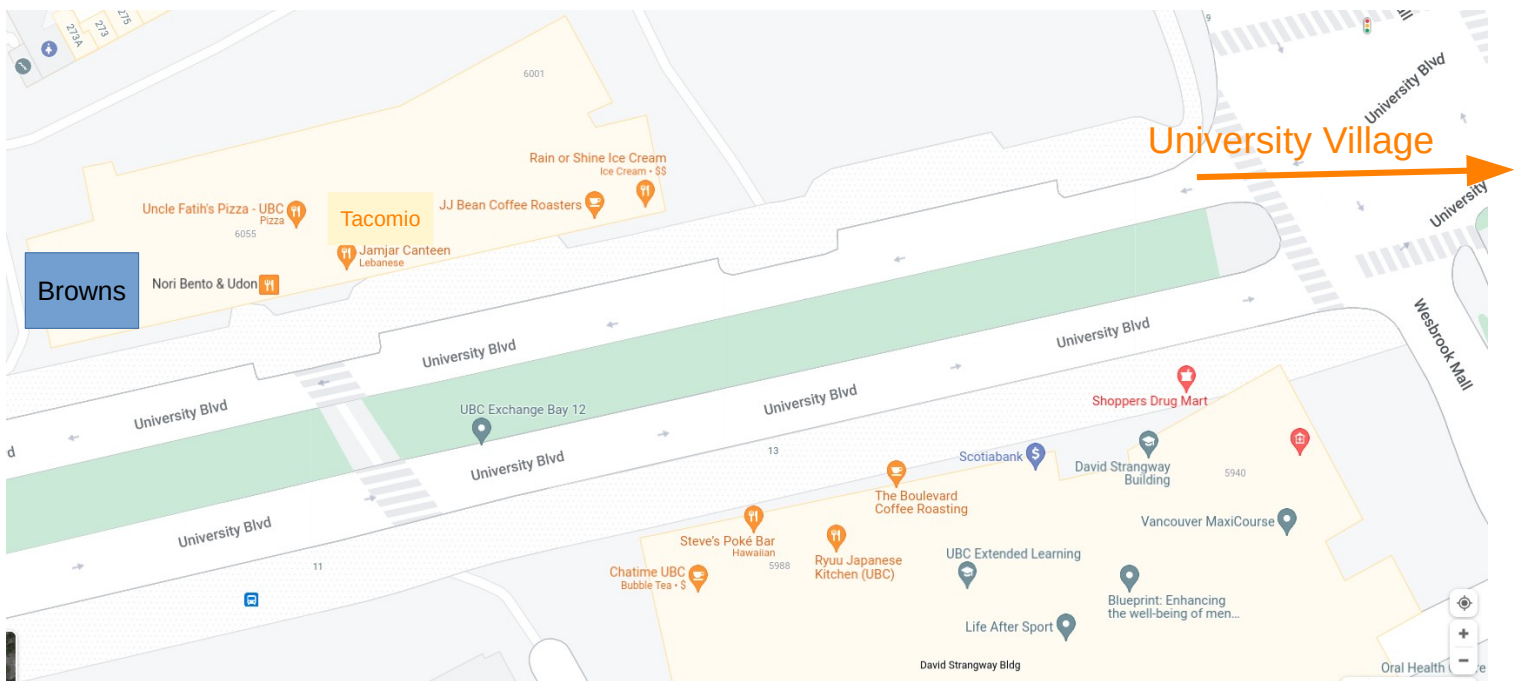 275
273
273A
6001
9
all
University Blvd
University Village
Rain or Shine Ice Cream
Ice Cream • $$
Uncle Fatih's Pizza - UBC
Pizza
6055
Tacomio
JJ Bean Coffee Roasters
University
Jamjar Canteen
Lebanese
Browns
Nori Bento & Udon
University Blvd
University Blvd
Wesbrook Mall
University Blvd
d
UBC Exchange Bay 12
University Blvd
Shoppers Drug Mart
University Blvd
13
Scotiabank
$
David Strangway
Building
5940
The Boulevard
Coffee Roasting
University Blvd
Vancouver MaxiCourse
Steve's Poké Bar
Hawaiian
5988
Ryuu Japanese
Kitchen (UBC)
UBC Extended Learning
11
Chatime UBC
Bubble Tea • $
Blueprint: Enhancing
the well-being of men...
Life After Sport
David Strangway Bldg
Oral Health
+
−